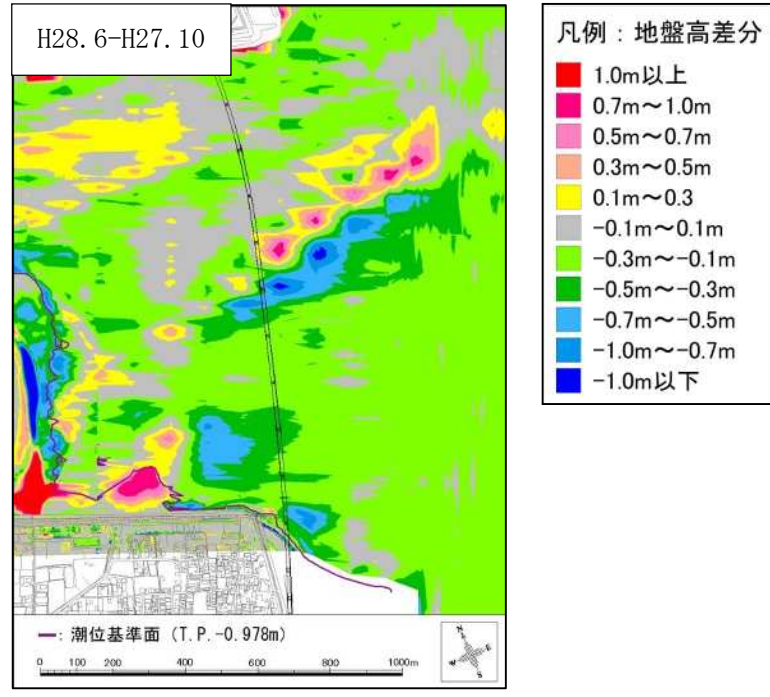 H28.6-H27.10
凡例：地盤高差分
1.0m以上
0.7m～1.0m
0.5m～0.7m
0.3m～0.5m
0.1m～0.3
-0.1m～0.1m
-0.3m～-0.1m
-0.5m～-0.3m
-0.7m～-0.5m
-1.0m～-0.7m
-1.0m以下
━: 潮位基準面 (T.P.-0.978m)
0 100 200 400 600 800 1000m
N
E
S
W